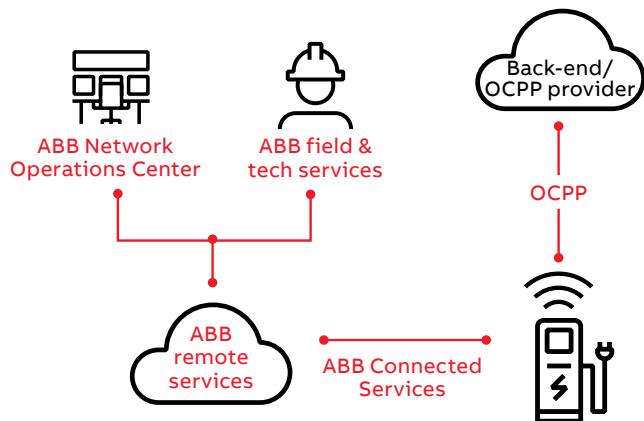 ABB Network
Operations Center
ABB field &
tech services
Back-end/
OCPP provider
OCPP
ABB
remote
services
ABB Connected
Services